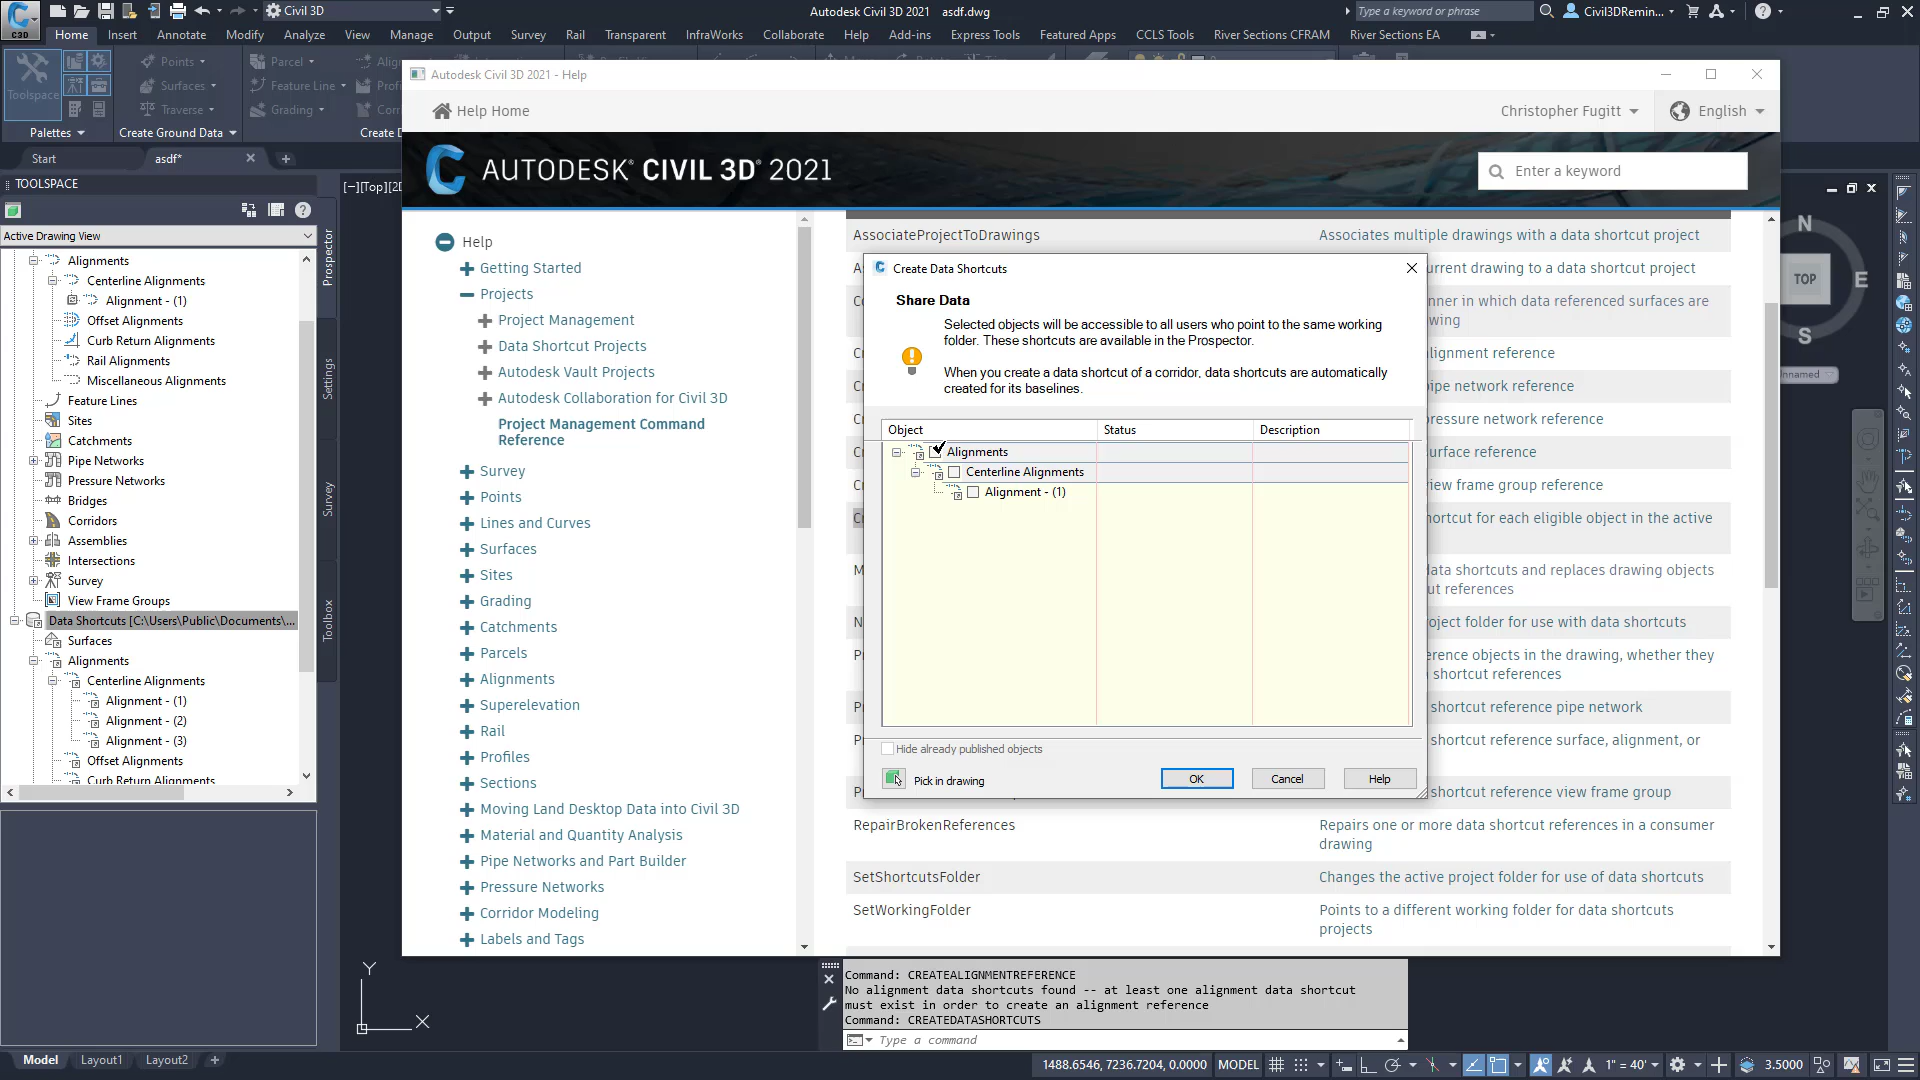 C3D
Civil 3D
Autodesk Civil 3D 2021 asdf.dwg
Type a keyword or phrase
Civil3DRemin...
Home Insert Annotate Modify Analyze View Manage Output Survey Rail Transparent InfraWorks Collaborate Help Add-ins Express Tools Featured Apps CCLS Tools River Sections CFRAM River Sections EA
Toolspace
Points
Surfaces
Traverse
Parcel
Feature Line
Grading
Palettes
Create Ground Data
Start
asdf*
TOOLSPACE
Active Drawing View
Alignments
Centerline Alignments
Alignment - (1)
Offset Alignments
Curb Return Alignments
Rail Alignments
Miscellaneous Alignments
Feature Lines
Sites
Catchments
Pipe Networks
Pressure Networks
Bridges
Corridors
Assemblies
Intersections
Survey
View Frame Groups
Data Shortcuts [C:\Users\Public\Documents\...
Surfaces
Alignments
Centerline Alignments
Alignment - (1)
Alignment - (2)
Alignment - (3)
Offset Alignments
Curb Return Alignments
Prospector
Settings
Survey
Toolbox
[−][Top][2D
Autodesk Civil 3D 2021 - Help
Help Home
Christopher Fugitt
English
AUTODESK® CIVIL 3D® 2021
Enter a keyword
Help
Getting Started
Projects
Project Management
Data Shortcut Projects
Autodesk Vault Projects
Autodesk Collaboration for Civil 3D
Project Management Command
Reference
Survey
Points
Lines and Curves
Surfaces
Sites
Grading
Catchments
Parcels
Alignments
Superelevation
Rail
Profiles
Sections
Moving Land Desktop Data into Civil 3D
Material and Quantity Analysis
Pipe Networks and Part Builder
Pressure Networks
Corridor Modeling
Labels and Tags
AssociateProjectToDrawings
Associates multiple drawings with a data shortcut project
urrent drawing to a data shortcut project
nner in which data referenced surfaces are
wing
lignment reference
pipe network reference
pressure network reference
urface reference
iew frame group reference
ortcut for each eligible object in the active
data shortcuts and replaces drawing objects
cut references
roject folder for use with data shortcuts
erence objects in the drawing, whether they
shortcut references
shortcut reference pipe network
shortcut reference surface, alignment, or
shortcut reference view frame group
RepairBrokenReferences
Repairs one or more data shortcut references in a consumer
drawing
SetShortcutsFolder
Changes the active project folder for use of data shortcuts
SetWorkingFolder
Points to a different working folder for data shortcuts
projects
Create Data Shortcuts
Share Data
Selected objects will be accessible to all users who point to the same working
folder. These shortcuts are available in the Prospector.
When you create a data shortcut of a corridor, data shortcuts are automatically
created for its baselines.
Object Status Description
Alignments
Centerline Alignments
Alignment - (1)
Hide already published objects
Pick in drawing
OK
Cancel
Help
N
TOP
E
S
Y
X
Command: CREATEALIGNMENTREFERENCE
No alignment data shortcuts found -- at least one alignment data shortcut
must exist in order to create an alignment reference
Command: CREATEDATASHORTCUTS
Type a command
Model Layout1 Layout2
1488.6546, 7236.7204, 0.0000 MODEL
1" = 40'
3.5000